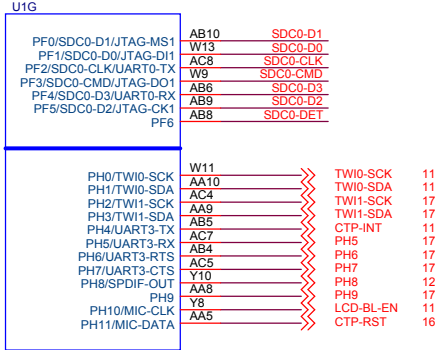 U1G
PF0/SDC0-D1/JTAG-MS1 AB10 SDC0-D1
PF1/SDC0-D0/JTAG-DI1 W13 SDC0-D0
PF2/SDC0-CLK/UART0-TX AC8 SDC0-CLK
PF3/SDC0-CMD/JTAG-DO1 W9 SDC0-CMD
PF4/SDC0-D3/UART0-RX AB6 SDC0-D3
PF5/SDC0-D2/JTAG-CK1 AB9 SDC0-D2
PF6 AB8 SDC0-DET
PH0/TWI0-SCK W11 TWI0-SCK 11
PH1/TWI0-SDA AA10 TWI0-SDA 11
PH2/TWI1-SCK AC4 TWI1-SCK 17
PH3/TWI1-SDA AA9 TWI1-SDA 17
PH4/UART3-TX AB5 CTP-INT 11
PH5/UART3-RX AC7 PH5 17
PH6/UART3-RTS AB4 PH6 17
PH7/UART3-CTS AC5 PH7 17
PH8/SPDIF-OUT Y10 PH8 12
PH9 AA8 PH9 17
PH10/MIC-CLK Y8 LCD-BL-EN 11
PH11/MIC-DATA AA5 CTP-RST 16